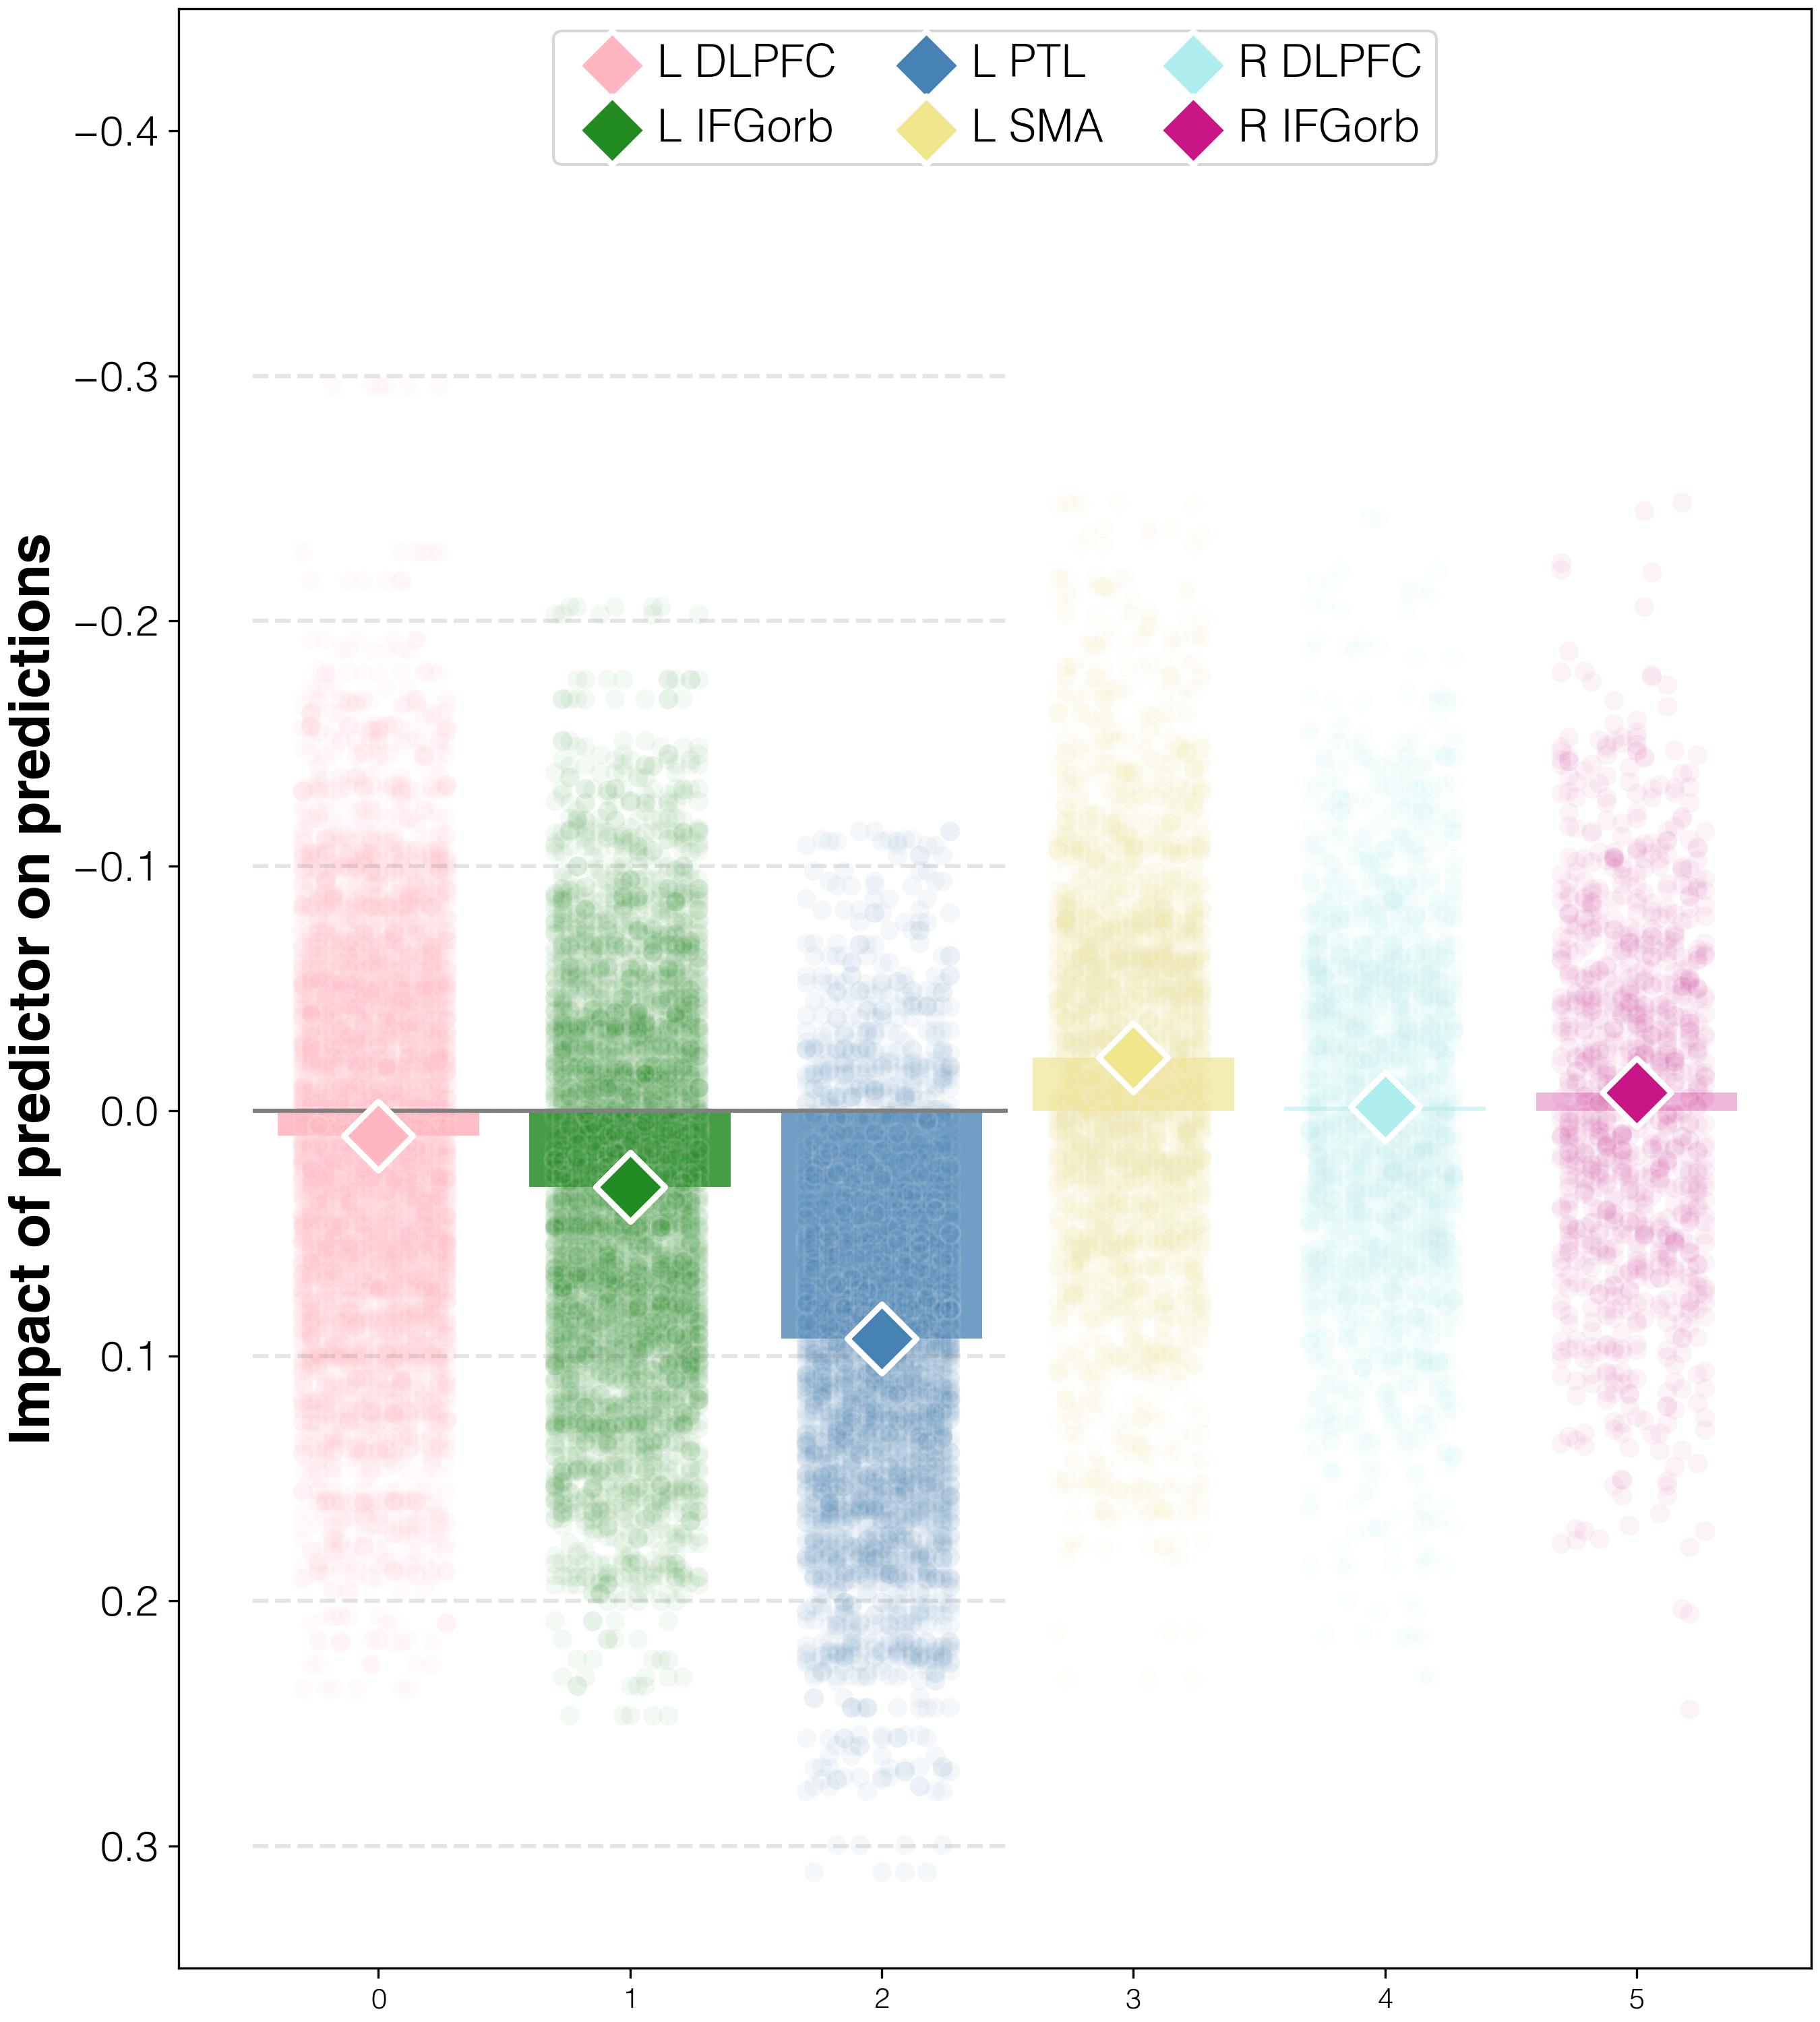 L DLPFC L PTL R DLPFC
L IFGorb L SMA R IFGorb
Impact of predictor on predictions
−0.4
−0.3
−0.2
−0.1
0.0
0.1
0.2
0.3
0 1 2 3 4 5